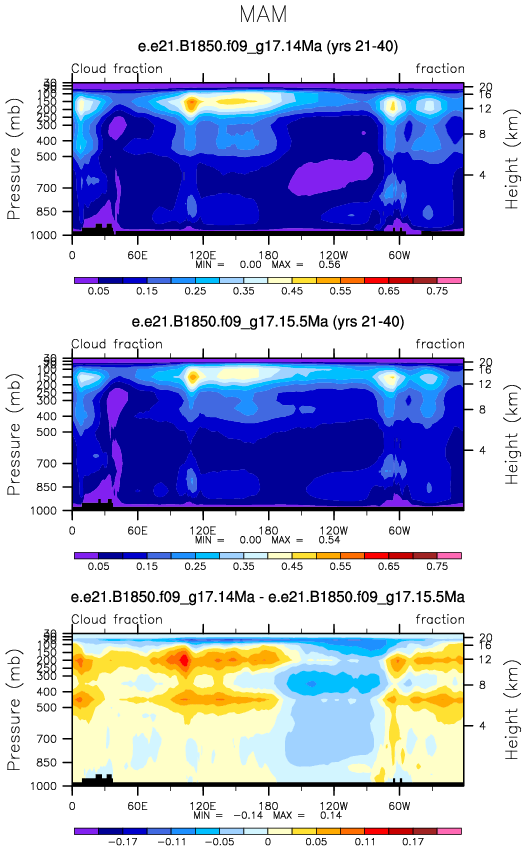 MAM
e.e21.B1850.f09_g17.14Ma (yrs 21-40)
Cloud fraction fraction
Pressure (mb)
50
100
150
200
250
300
400
500
700
850
1000
20
16
12
8
4
Height (km)
0 60E 120E 180 120W 60W
MIN = 0.00 MAX = 0.56
0.05 0.15 0.25 0.35 0.45 0.55 0.65 0.75
e.e21.B1850.f09_g17.15.5Ma (yrs 21-40)
Cloud fraction fraction
Pressure (mb)
50
100
150
200
250
300
400
500
700
850
1000
20
16
12
8
4
Height (km)
0 60E 120E 180 120W 60W
MIN = 0.00 MAX = 0.54
0.05 0.15 0.25 0.35 0.45 0.55 0.65 0.75
e.e21.B1850.f09_g17.14Ma - e.e21.B1850.f09_g17.15.5Ma
Cloud fraction fraction
Pressure (mb)
50
100
150
200
250
300
400
500
700
850
1000
20
16
12
8
4
Height (km)
0 60E 120E 180 120W 60W
MIN = -0.14 MAX = 0.14
-0.17 -0.11 -0.05 0 0.05 0.11 0.17